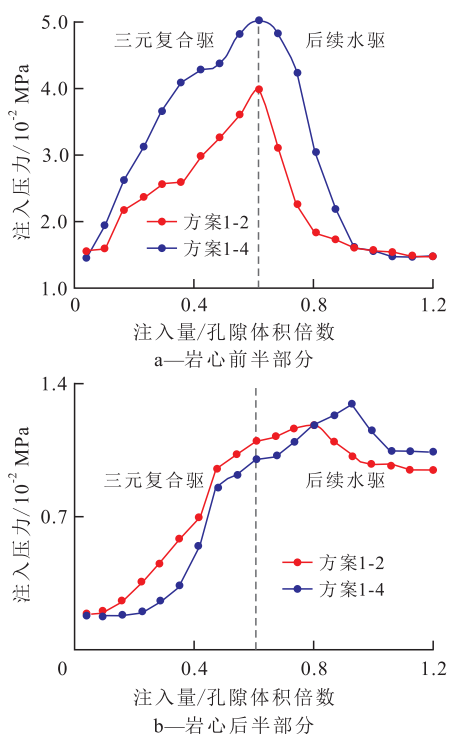 5.0
三元复合驱 后续水驱
4.0
注入压力/10-2 MPa
3.0
2.0
方案1-2
方案1-4
1.0
0.4 0.8 1.2
注入量/孔隙体积倍数
a—岩心前半部分
1.4
三元复合驱 后续水驱
注入压力/10-2 MPa
0.7
方案1-2
方案1-4
0 0.4 0.8 1.2
注入量/孔隙体积倍数
b—岩心后半部分